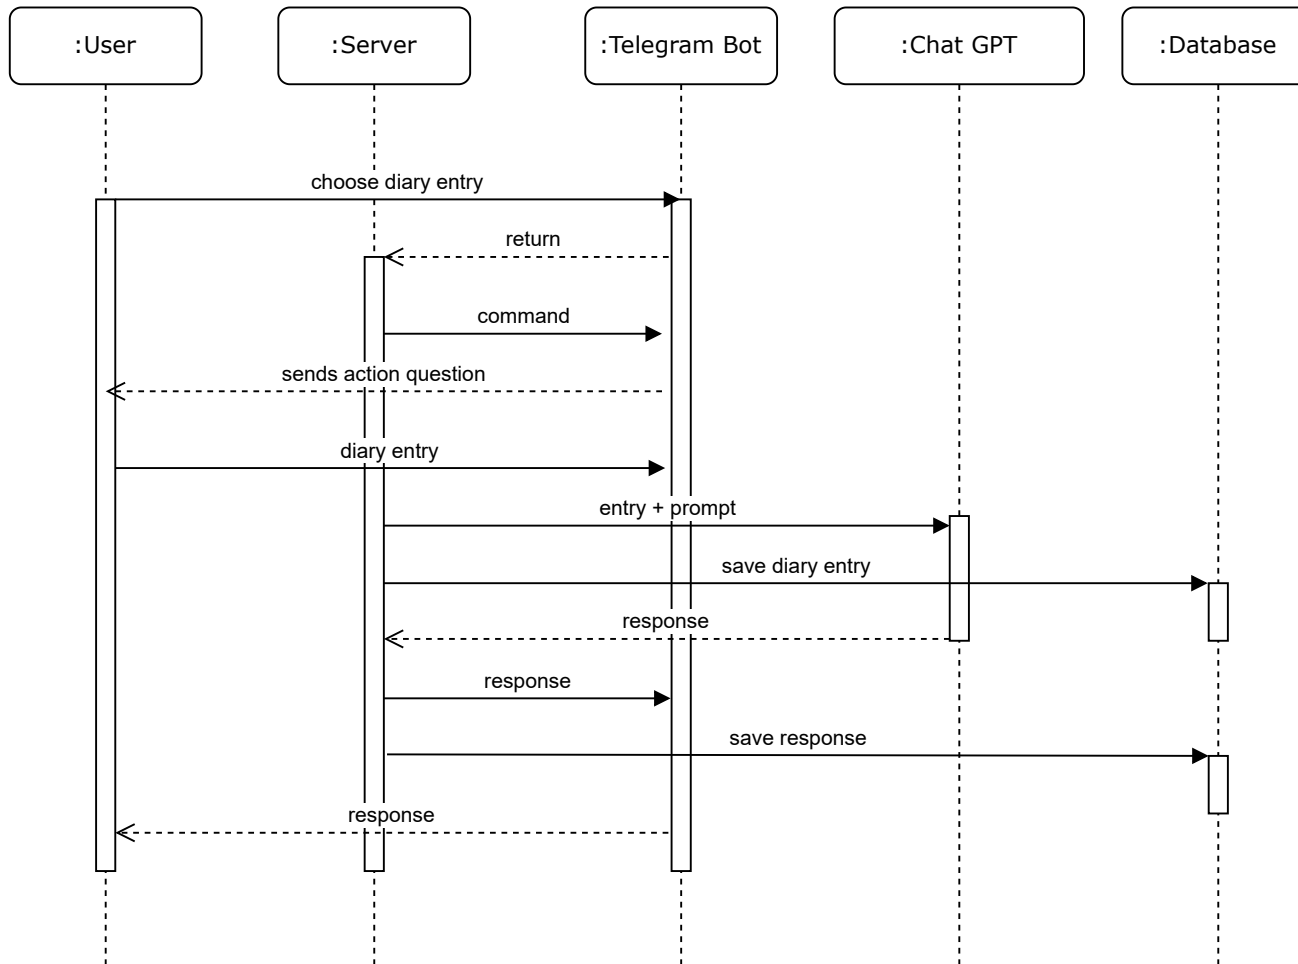 :User
:Server
:Telegram Bot
:Chat GPT
:Database
choose diary entry
return
command
sends action question
diary entry
entry + prompt
save diary entry
response
response
save response
response